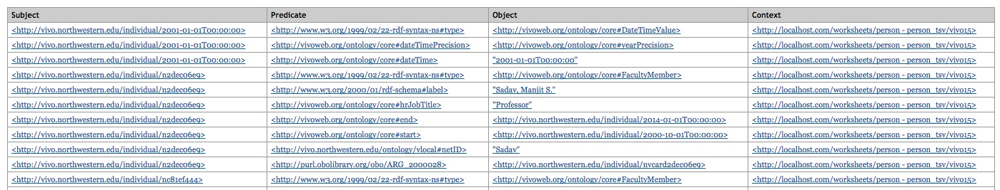 Subject Predicate Object Context
<http://vivo.northwestern.edu/individual/2001-01-01T00:00:00> <http://www.w3.org/1999/02/22-rdf-syntax-ns#type> <http://vivoweb.org/ontology/core#DateTimeValue> <http://localhost.com/worksheets/person - person_tsv/vivo15>
<http://vivo.northwestern.edu/individual/2001-01-01T00:00:00> <http://vivoweb.org/ontology/core#dateTimePrecision> <http://vivoweb.org/ontology/core#yearPrecision> <http://localhost.com/worksheets/person - person_tsv/vivo15>
<http://vivo.northwestern.edu/individual/2001-01-01T00:00:00> <http://vivoweb.org/ontology/core#dateTime> "2001-01-01T00:00:00" <http://localhost.com/worksheets/person - person_tsv/vivo15>
<http://vivo.northwestern.edu/individual/n2dec06e9> <http://www.w3.org/1999/02/22-rdf-syntax-ns#type> <http://vivoweb.org/ontology/core#FacultyMember> <http://localhost.com/worksheets/person - person_tsv/vivo15>
<http://vivo.northwestern.edu/individual/n2dec06e9> <http://www.w3.org/2000/01/rdf-schema#label> "Sadav, Manjit S." <http://localhost.com/worksheets/person - person_tsv/vivo15>
<http://vivo.northwestern.edu/individual/n2dec06e9> <http://vivoweb.org/ontology/core#hrJobTitle> "Professor" <http://localhost.com/worksheets/person - person_tsv/vivo15>
<http://vivo.northwestern.edu/individual/n2dec06e9> <http://vivoweb.org/ontology/core#end> <http://vivo.northwestern.edu/individual/2014-01-01T00:00:00> <http://localhost.com/worksheets/person - person_tsv/vivo15>
<http://vivo.northwestern.edu/individual/n2dec06e9> <http://vivoweb.org/ontology/core#start> <http://vivo.northwestern.edu/individual/2000-10-01T00:00:00> <http://localhost.com/worksheets/person - person_tsv/vivo15>
<http://vivo.northwestern.edu/individual/n2dec06e9> <http://vivo.northwestern.edu/ontology/vlocal#netID> "Sadav" <http://localhost.com/worksheets/person - person_tsv/vivo15>
<http://vivo.northwestern.edu/individual/n2dec06e9> <http://purl.obolibrary.org/obo/ARG_2000028> <http://vivo.northwestern.edu/individual/nvcard2dec06e9> <http://localhost.com/worksheets/person - person_tsv/vivo15>
<http://vivo.northwestern.edu/individual/nc81ef444> <http://www.w3.org/1999/02/22-rdf-syntax-ns#type> <http://vivoweb.org/ontology/core#FacultyMember> <http://localhost.com/worksheets/person - person_tsv/vivo15>